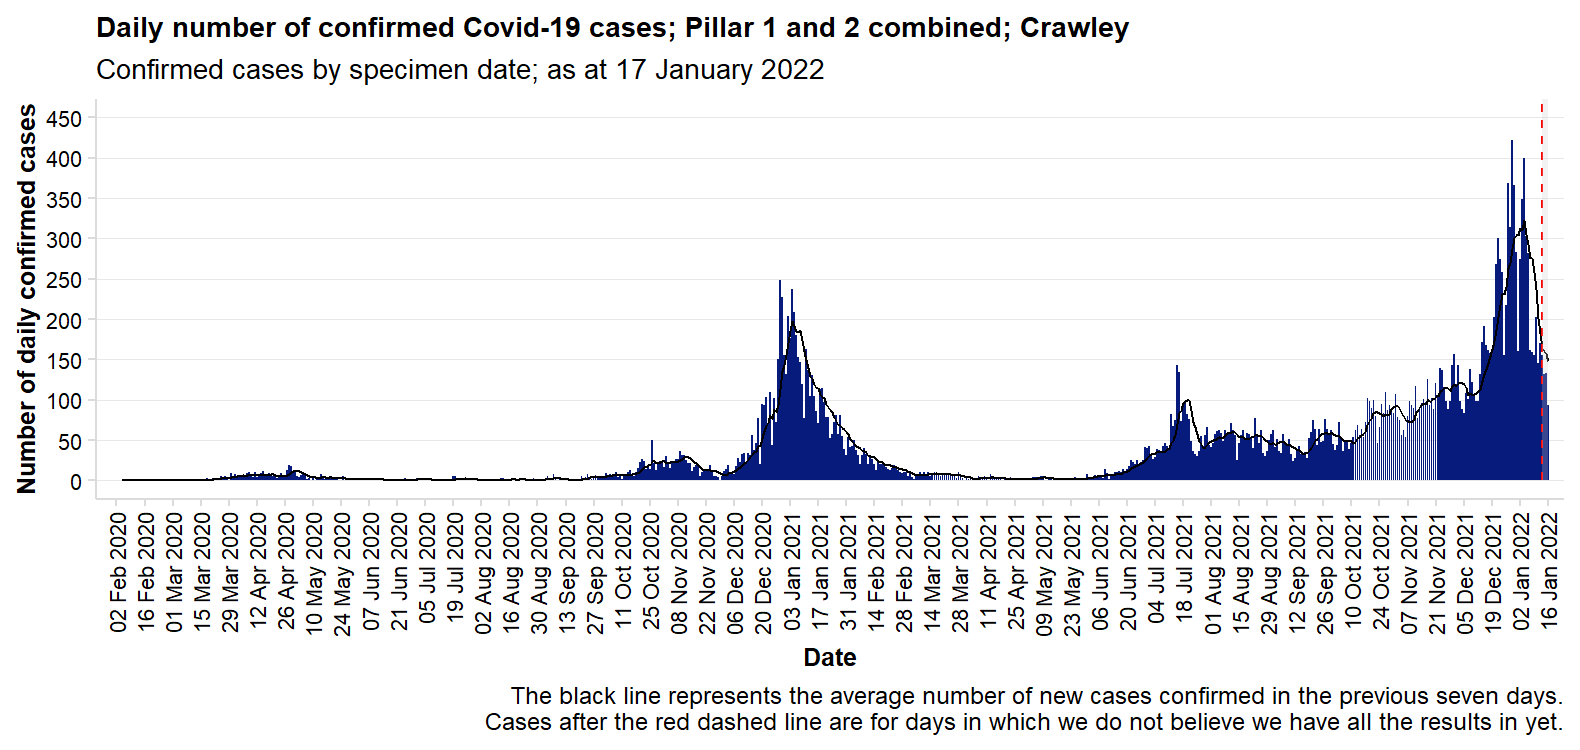 Daily number of confirmed Covid-19 cases; Pillar 1 and 2 combined; Crawley
Confirmed cases by specimen date; as at 17 January 2022
Number of daily confirmed cases
450
400
350
300
250
200
150
100
50
0
02 Feb 2020
16 Feb 2020
01 Mar 2020
15 Mar 2020
29 Mar 2020
12 Apr 2020
26 Apr 2020
10 May 2020
24 May 2020
07 Jun 2020
21 Jun 2020
05 Jul 2020
19 Jul 2020
02 Aug 2020
16 Aug 2020
30 Aug 2020
13 Sep 2020
27 Sep 2020
11 Oct 2020
25 Oct 2020
08 Nov 2020
22 Nov 2020
06 Dec 2020
20 Dec 2020
03 Jan 2021
17 Jan 2021
31 Jan 2021
14 Feb 2021
28 Feb 2021
14 Mar 2021
28 Mar 2021
11 Apr 2021
25 Apr 2021
09 May 2021
23 May 2021
06 Jun 2021
20 Jun 2021
04 Jul 2021
18 Jul 2021
01 Aug 2021
15 Aug 2021
29 Aug 2021
12 Sep 2021
26 Sep 2021
10 Oct 2021
24 Oct 2021
07 Nov 2021
21 Nov 2021
05 Dec 2021
19 Dec 2021
02 Jan 2022
16 Jan 2022
Date
The black line represents the average number of new cases confirmed in the previous seven days.
Cases after the red dashed line are for days in which we do not believe we have all the results in yet.